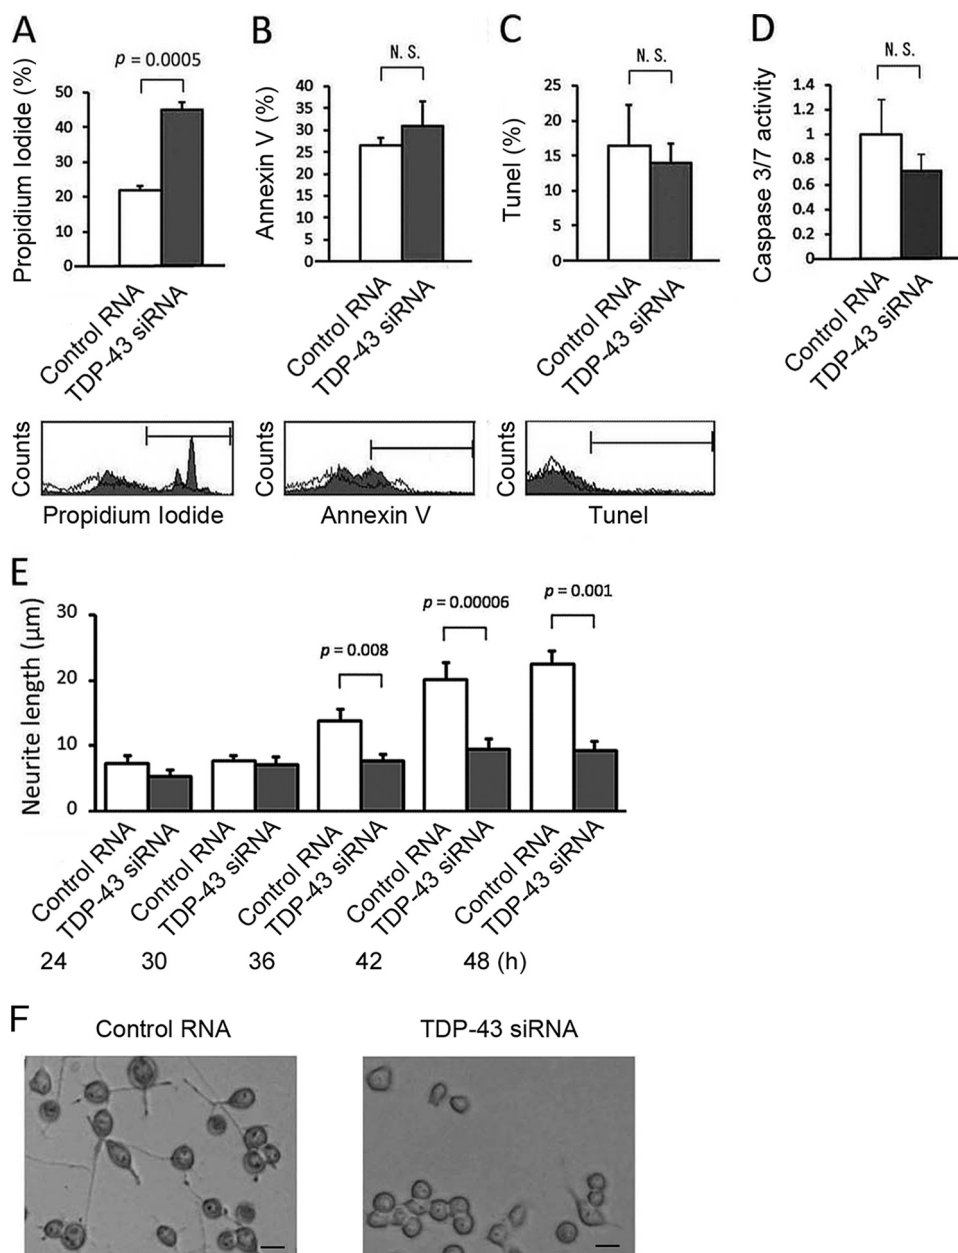 A
p = 0.0005
Propidium Iodide (%)
50
40
30
20
10
0
Control RNA
TDP-43 siRNA
Counts
Propidium Iodide
B
N. S.
Annexin V (%)
40
35
30
25
20
15
10
5
0
Control RNA
TDP-43 siRNA
Counts
Annexin V
C
N. S.
Tunel (%)
25
20
15
10
5
0
Control RNA
TDP-43 siRNA
Counts
Tunel
D
N. S.
Caspase 3/7 activity
1.4
1.2
1
0.8
0.6
0.4
0.2
0
Control RNA
TDP-43 siRNA
E
Neurite length (μm)
30
20
10
0
p = 0.008
p = 0.00006
p = 0.001
Control RNA
TDP-43 siRNA
Control RNA
TDP-43 siRNA
Control RNA
TDP-43 siRNA
Control RNA
TDP-43 siRNA
Control RNA
TDP-43 siRNA
24 30 36 42 48 (h)
F
Control RNA
TDP-43 siRNA